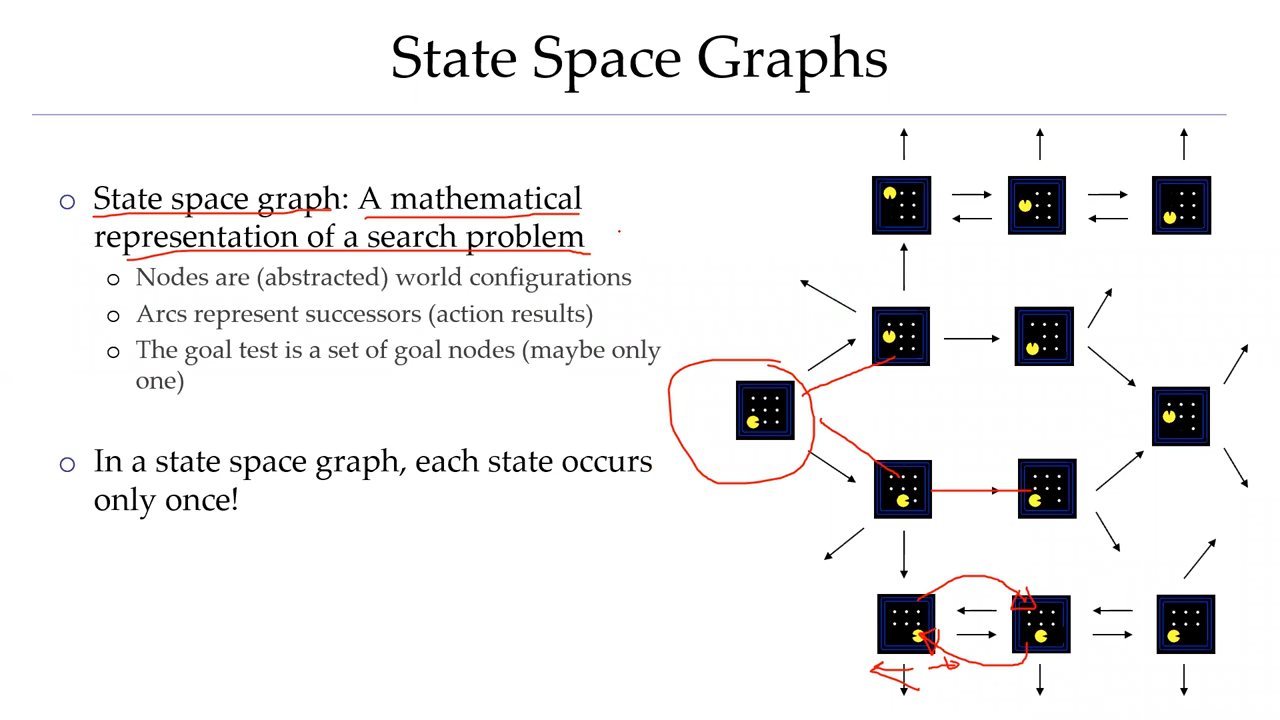 State Space Graphs
o State space graph: A mathematical
representation of a search problem
o Nodes are (abstracted) world configurations
o Arcs represent successors (action results)
o The goal test is a set of goal nodes (maybe only
one)
o In a state space graph, each state occurs
only once!